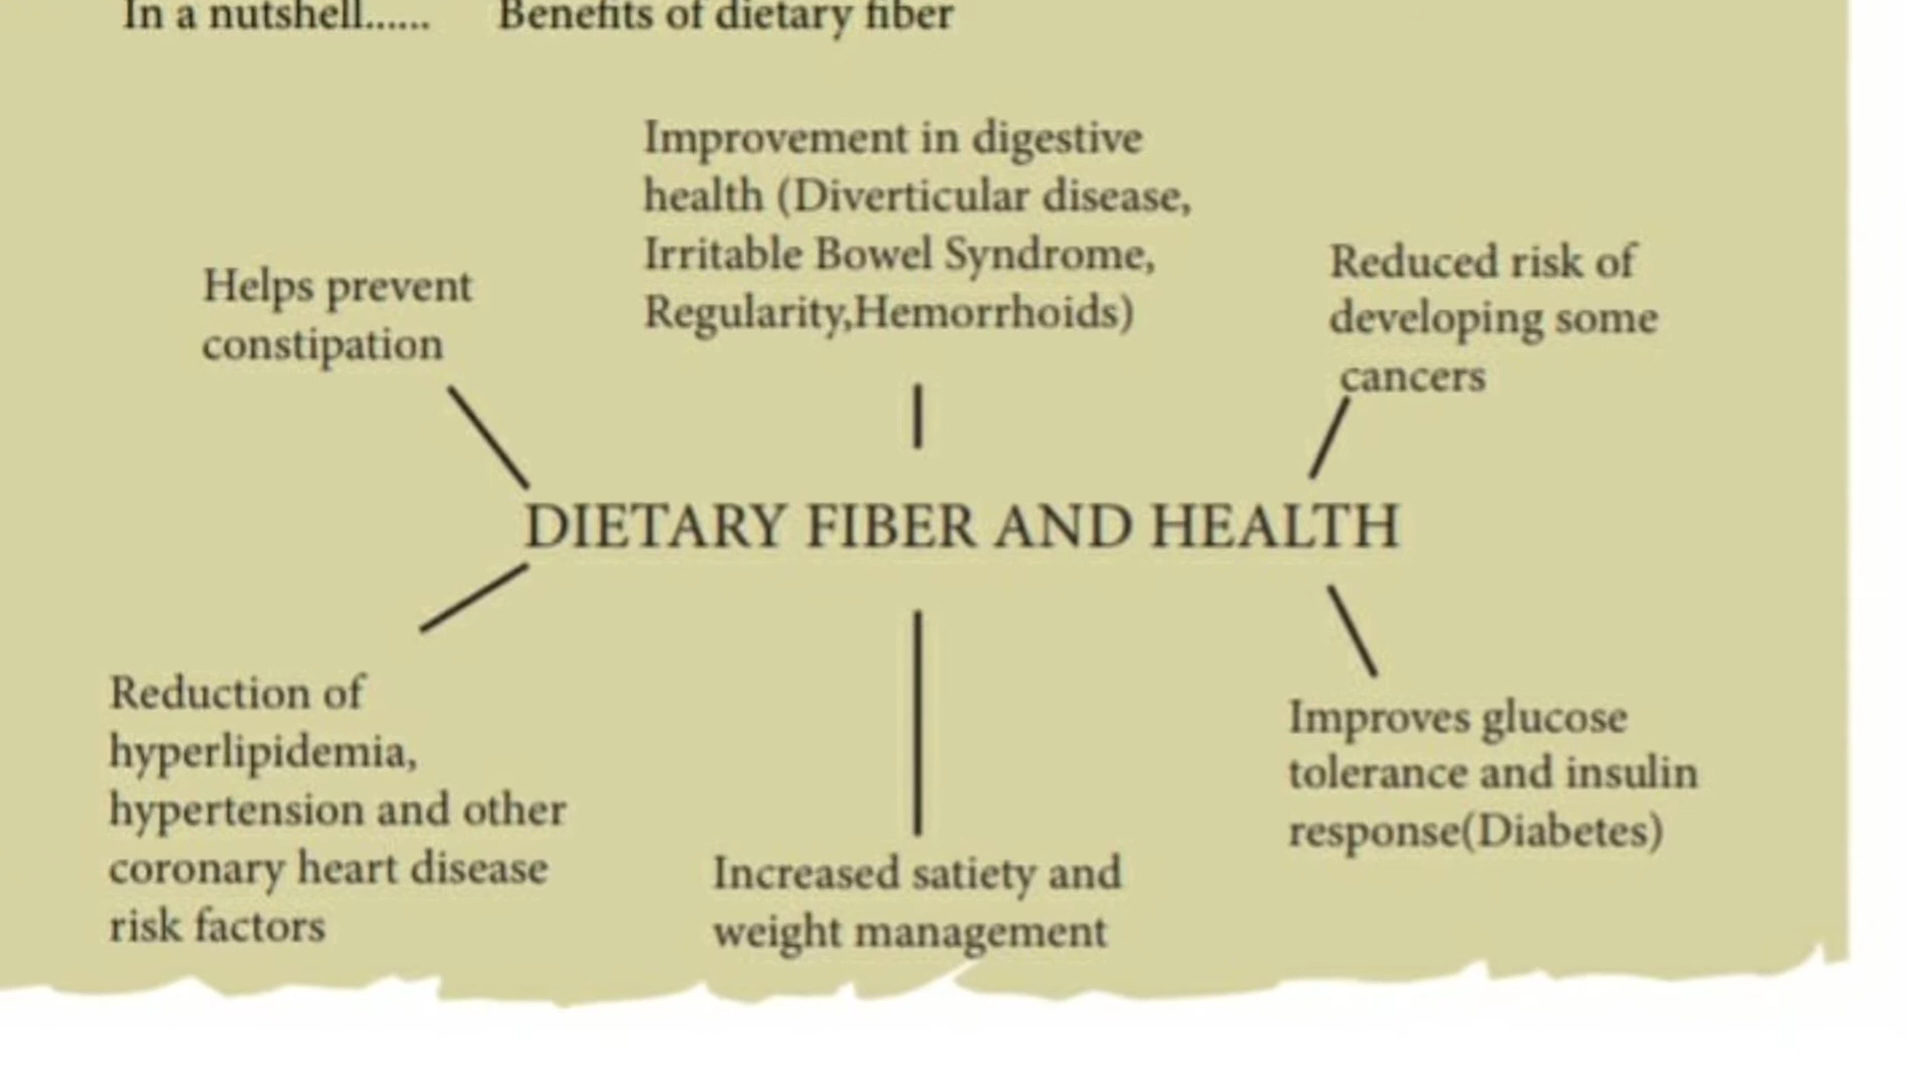 In a nutshell...... Benefits of dietary fiber
Improvement in digestive
health (Diverticular disease,
Irritable Bowel Syndrome,
Regularity,Hemorrhoids)
Helps prevent
constipation
Reduced risk of
developing some
cancers
DIETARY FIBER AND HEALTH
Reduction of
hyperlipidemia,
hypertension and other
coronary heart disease
risk factors
Increased satiety and
weight management
Improves glucose
tolerance and insulin
response(Diabetes)